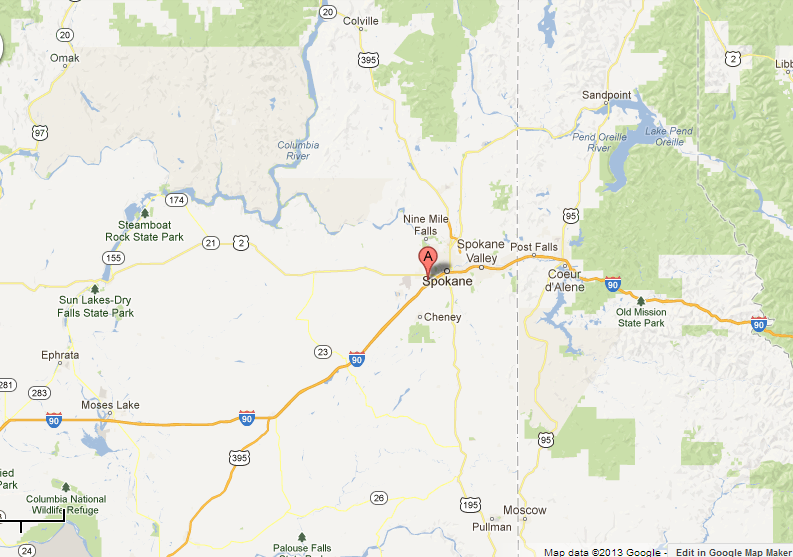 20
Colville
395
Omak
2
Libb
Sandpoint
97
Columbia
River
Pend Oreille
River
Lake Pend
Oreille
174
Steamboat
Rock State Park
Nine Mile
Falls
95
21
2
Spokane
Valley
Post Falls
155
A
Spokane
Coeur
d'Alene
90
Sun Lakes-Dry
Falls State Park
Old Mission
State Park
90
Cheney
23
90
Ephrata
281
283
Moses Lake
90
90
95
395
ified
Park
Columbia National
Wildlife Refuge
26
195
Moscow
Pullman
24
Palouse Falls
Map data ©2013 Google -
Edit in Google Map Maker